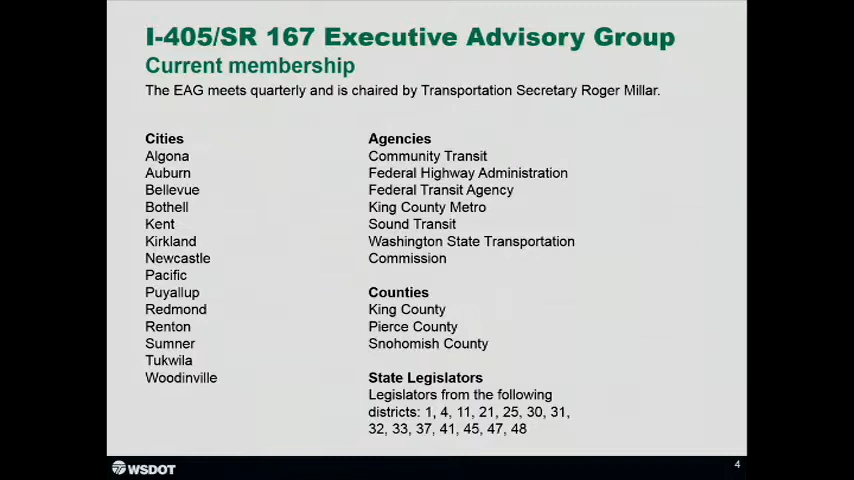 I-405/SR 167 Executive Advisory Group
Current membership
The EAG meets quarterly and is chaired by Transportation Secretary Roger Millar.
Cities
Algona
Auburn
Bellevue
Bothell
Kent
Kirkland
Newcastle
Pacific
Puyallup
Redmond
Renton
Sumner
Tukwila
Woodinville
Agencies
Community Transit
Federal Highway Administration
Federal Transit Agency
King County Metro
Sound Transit
Washington State Transportation
Commission
Counties
King County
Pierce County
Snohomish County
State Legislators
Legislators from the following
districts: 1, 4, 11, 21, 25, 30, 31,
32, 33, 37, 41, 45, 47, 48
WSDOT
4